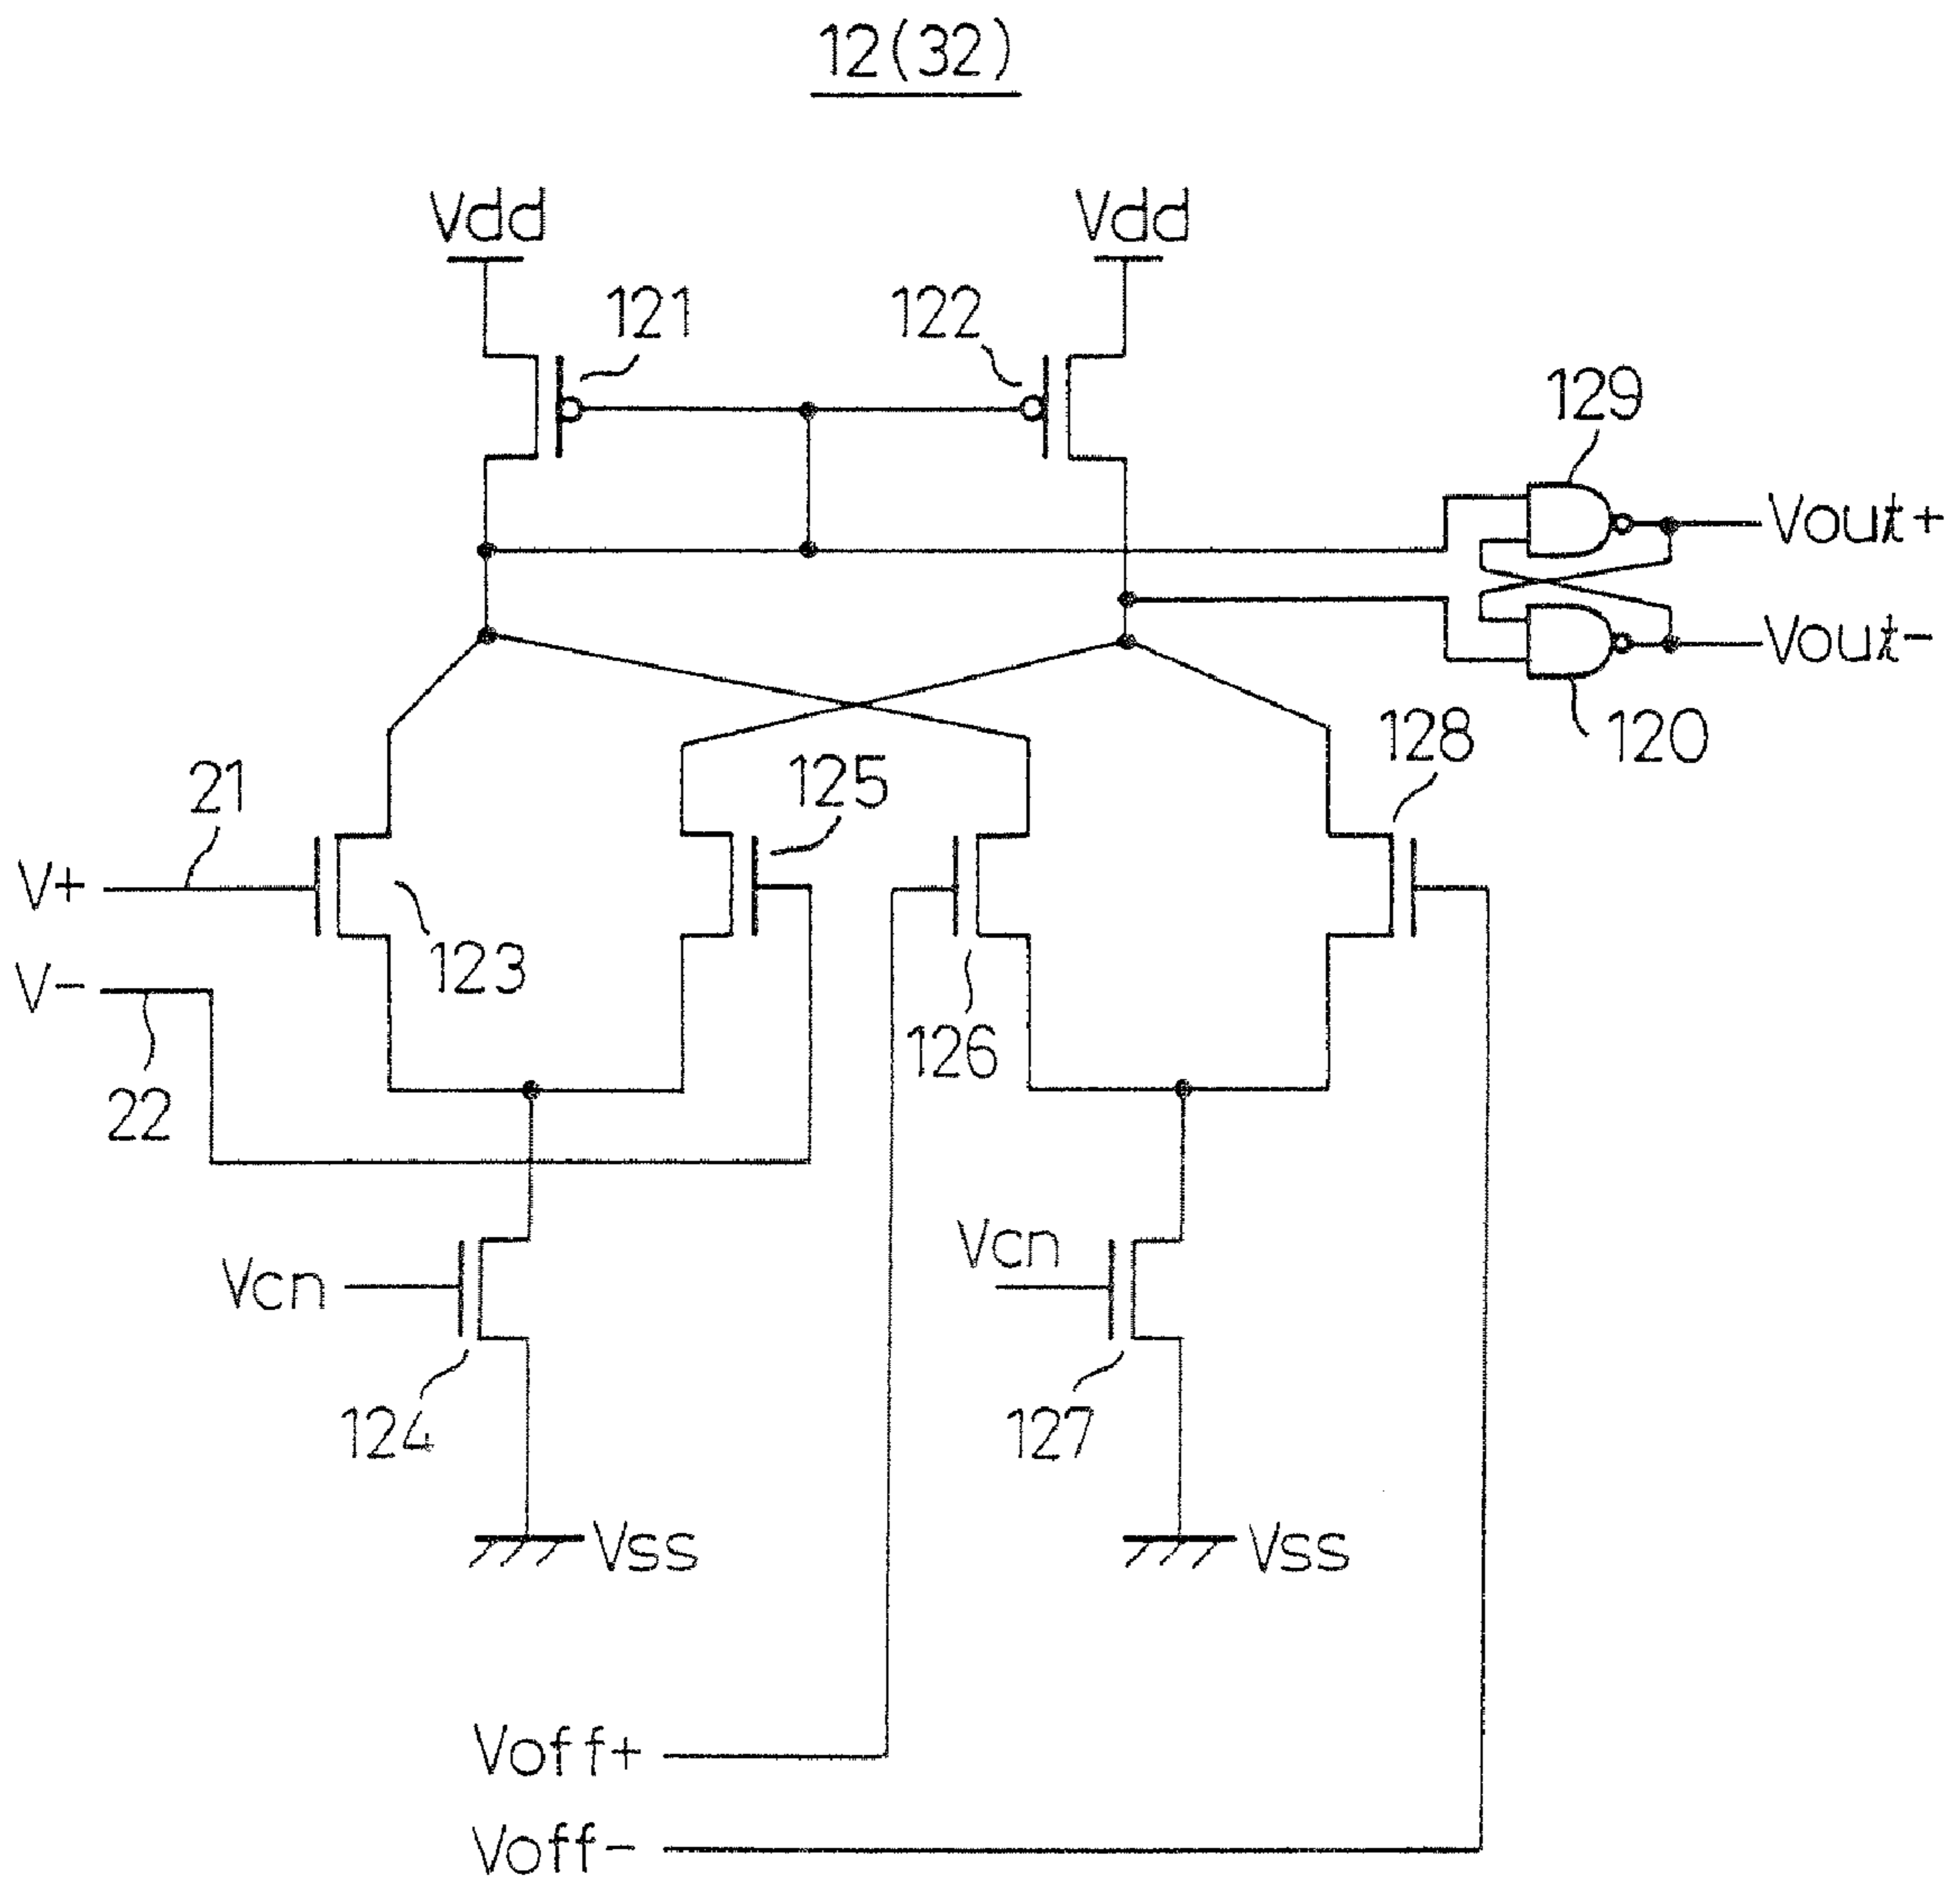 12(32)
Vdd Vdd
121 122
129
Vout+
Vout-
120
128
125
21
V+
123
V-
126
22
Vcn Vcn
124 127
Vss Vss
Voff+
Voff-